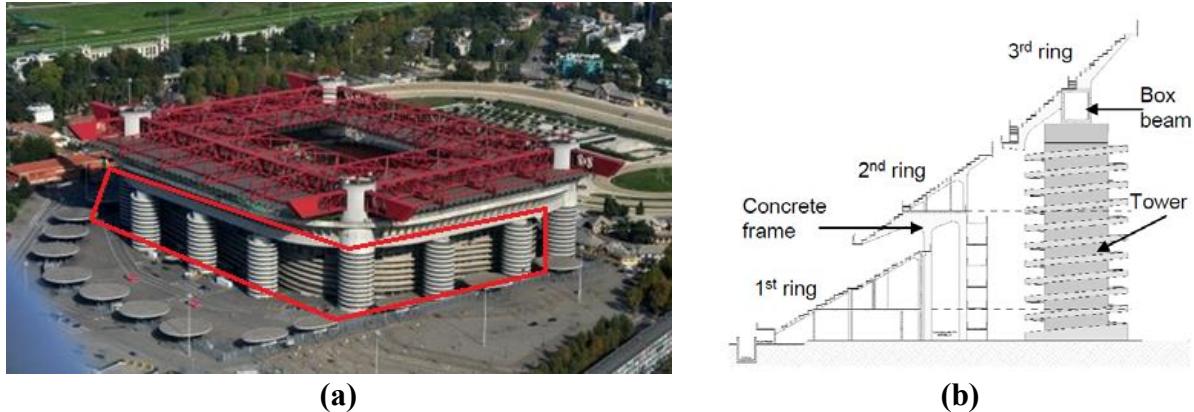 3rd ring
Box
beam
2nd ring
Concrete
frame
Tower
1st ring
(a)
(b)